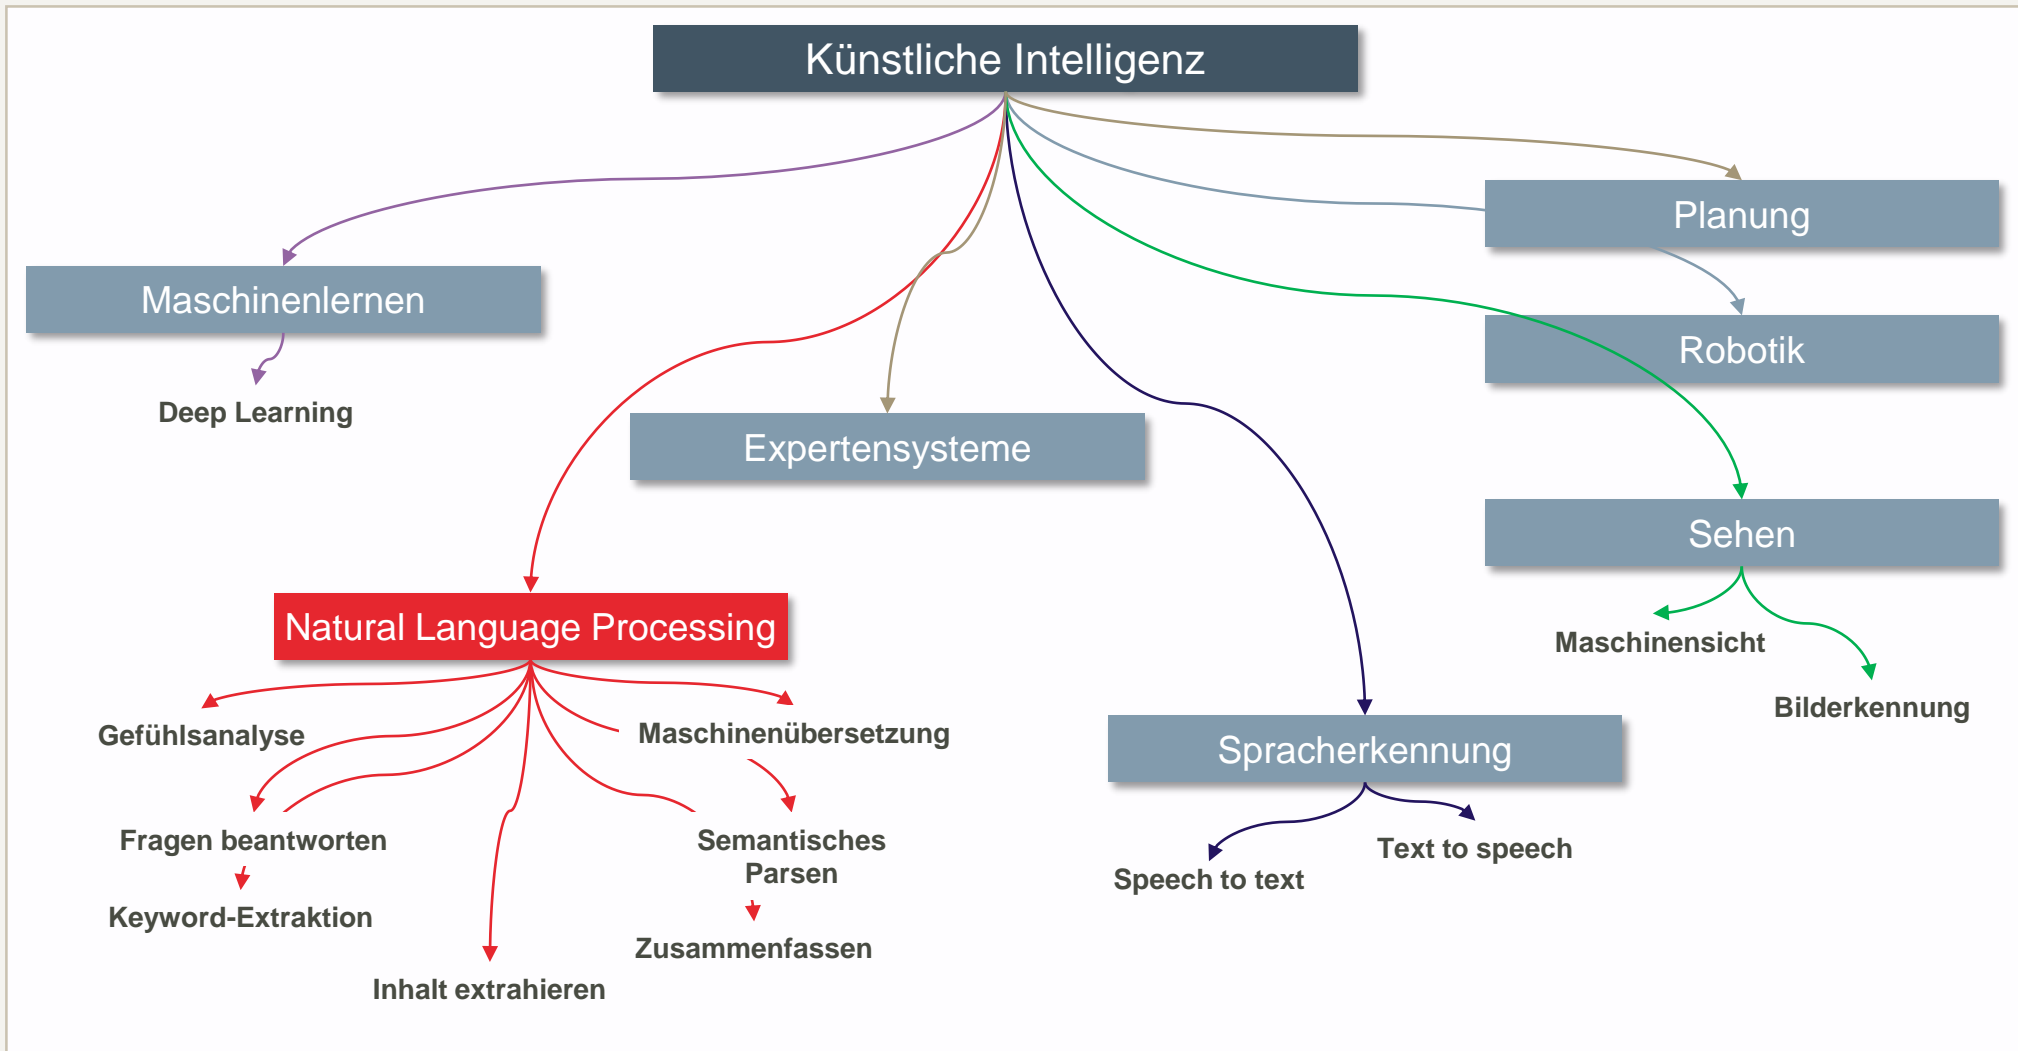 Künstliche Intelligenz
Planung
Maschinenlernen
Robotik
Deep Learning
Expertensysteme
Sehen
Natural Language Processing
Maschinensicht
Bilderkennung
Gefühlsanalyse
Maschinenübersetzung
Spracherkennung
Fragen beantworten
Semantisches
Parsen
Text to speech
Speech to text
Keyword-Extraktion
Zusammenfassen
Inhalt extrahieren